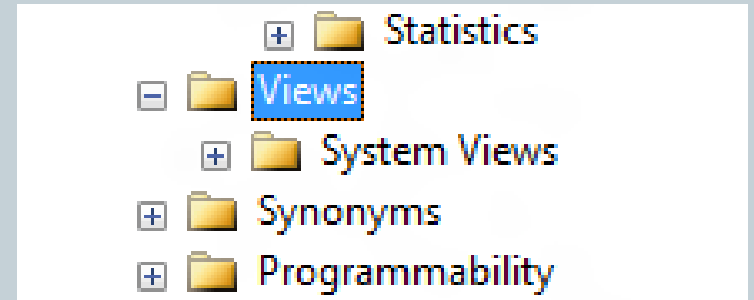 Statistics
Views
System Views
Synonyms
Programmability